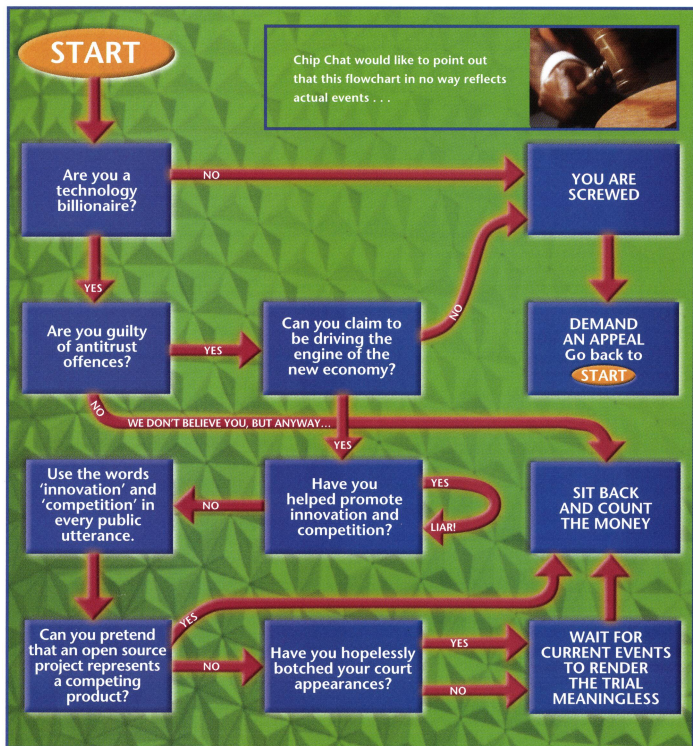 START
Chip Chat would like to point out
that this flowchart in no way reflects
actual events . . .
Are you a
technology
billionaire?
NO
YOU ARE
SCREWED
YES
Are you guilty
of antitrust
offences?
YES
Can you claim to
be driving the
engine of the
new economy?
NO
DEMAND
AN APPEAL
Go back to
START
NO
WE DON'T BELIEVE YOU, BUT ANYWAY...
YES
Use the words
'innovation' and
'competition' in
every public
utterance.
NO
Have you
helped promote
innovation and
competition?
YES
LIAR!
SIT BACK
AND COUNT
THE MONEY
Can you pretend
that an open source
project represents
a competing
product?
YES
NO
Have you hopelessly
botched your court
appearances?
YES
NO
WAIT FOR
CURRENT EVENTS
TO RENDER
THE TRIAL
MEANINGLESS